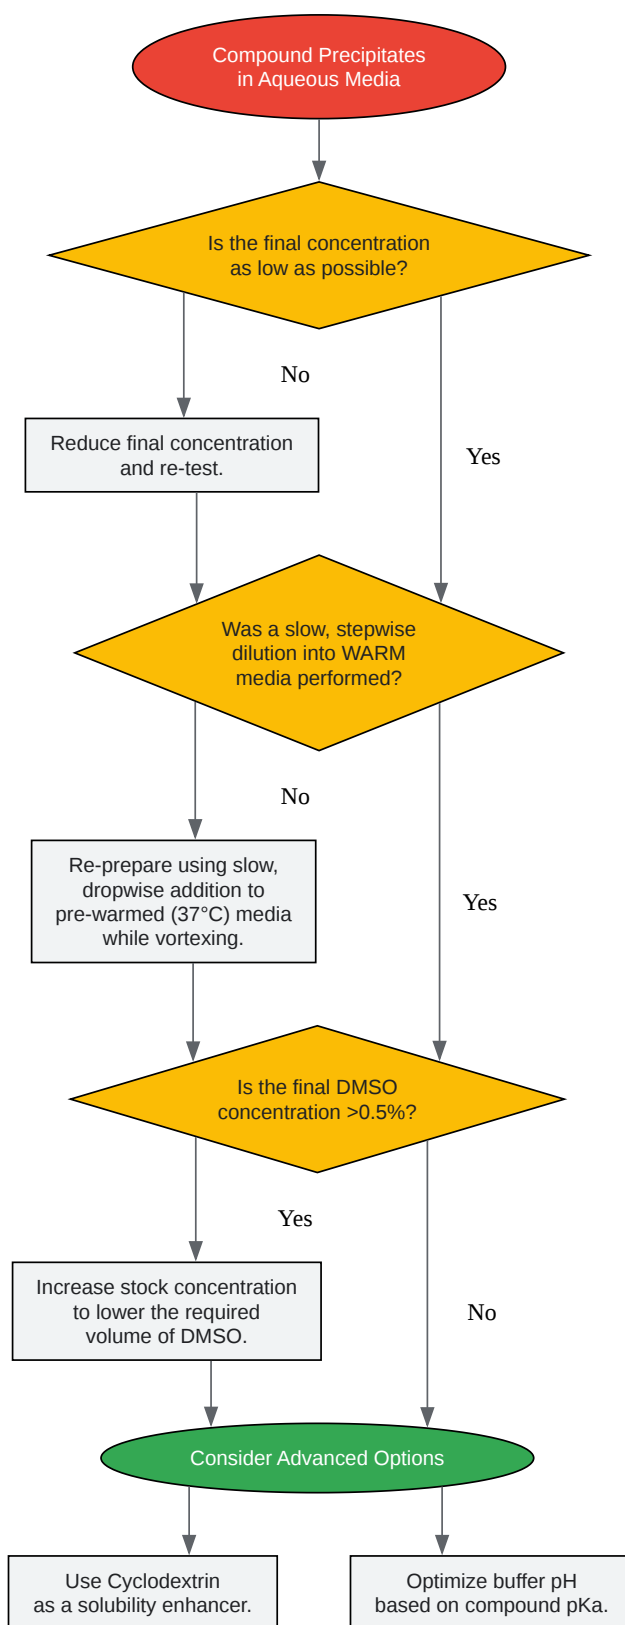 Compound Precipitates
in Aqueous Media
Is the final concentration
as low as possible?
No
Reduce final concentration
and re-test.
Yes
Was a slow, stepwise
dilution into WARM
media performed?
No
Re-prepare using slow,
dropwise addition to
pre-warmed (37°C) media
while vortexing.
Yes
Is the final DMSO
concentration >0.5%?
Yes
Increase stock concentration
to lower the required
volume of DMSO.
No
Consider Advanced Options
Use Cyclodextrin
as a solubility enhancer.
Optimize buffer pH
based on compound pKa.